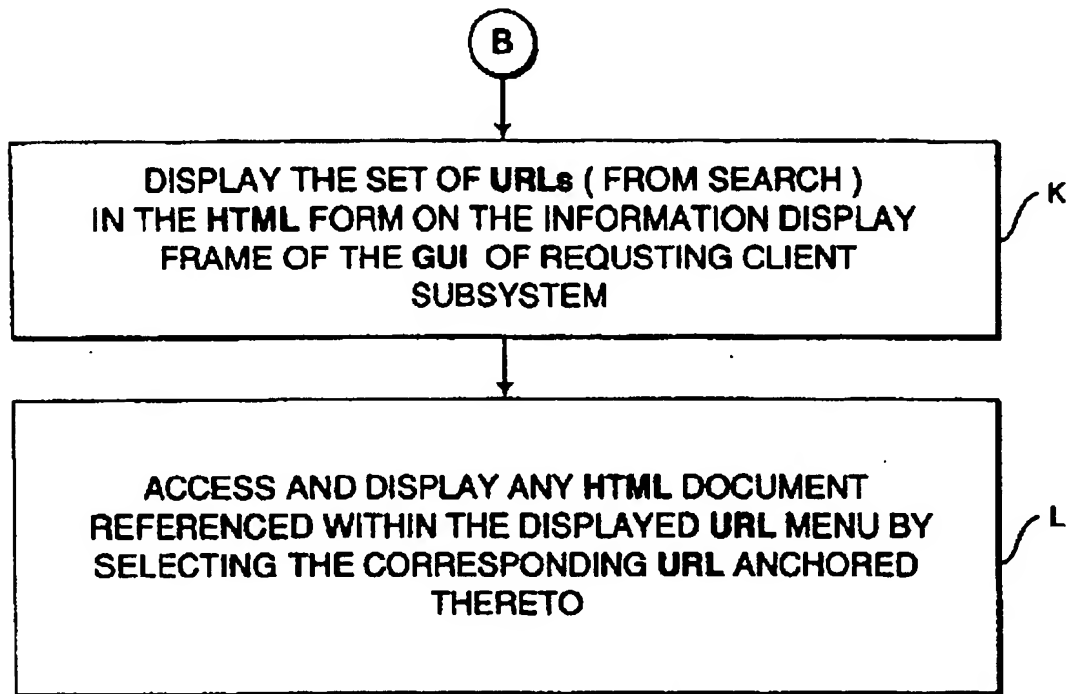 B
DISPLAY THE SET OF URLs ( FROM SEARCH )
IN THE HTML FORM ON THE INFORMATION DISPLAY
FRAME OF THE GUI OF REQUSTING CLIENT
SUBSYSTEM
K
ACCESS AND DISPLAY ANY HTML DOCUMENT
REFERENCED WITHIN THE DISPLAYED URL MENU BY
SELECTING THE CORRESPONDING URL ANCHORED
THERETO
L